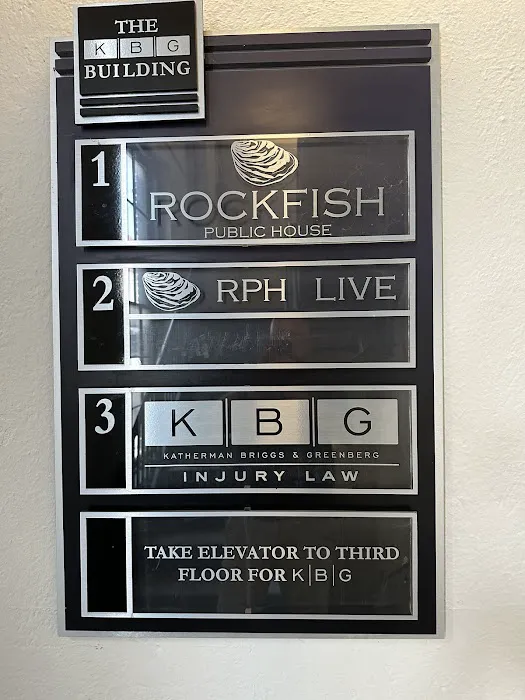 THE
K B G
BUILDING
1
ROCKFISH
PUBLIC HOUSE
2
RPH LIVE
3
K B G
KATHERMAN BRIGGS & GREENBERG
INJURY LAW
TAKE ELEVATOR TO THIRD
FLOOR FOR K|B|G